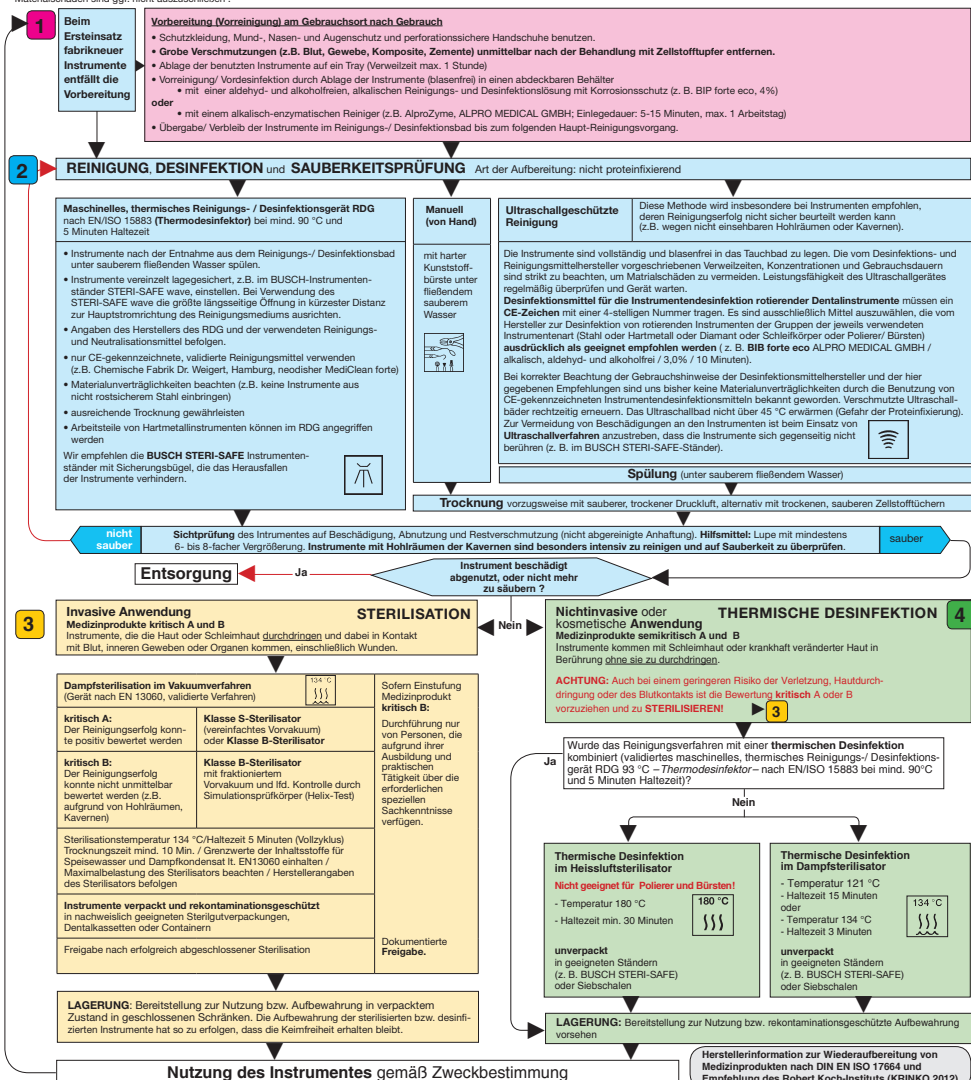 Materialschäden sind ggf. nicht auszuschließen .
1
Beim
Ersteinsatz
fabrikneuer
Instrumente
entfällt die
Vorbereitung
Vorbereitung (Vorreinigung) am Gebrauchsort nach Gebrauch
• Schutzkleidung, Mund-, Nasen- und Augenschutz und perforationssichere Handschuhe benutzen.
• Grobe Verschmutzungen (z.B. Blut, Gewebe, Komposite, Zemente) unmittelbar nach der Behandlung mit Zellstofftupfer entfernen.
• Ablage der benutzten Instrumente auf ein Tray (Verweilzeit max. 1 Stunde)
• Vorreinigung/ Vordesinfektion durch Ablage der Instrumente (blasenfrei) in einen abdeckbaren Behälter
• mit einer aldehyd- und alkoholfreien, alkalischen Reinigungs- und Desinfektionslösung mit Korrosionsschutz (z. B. BIP forte eco, 4%)
oder
• mit einem alkalisch-enzymatischen Reiniger (z.B. AlproZyme, ALPRO MEDICAL GMBH; Einlegedauer: 5-15 Minuten, max. 1 Arbeitstag)
• Übergabe/ Verbleib der Instrumente im Reinigungs-/ Desinfektionsbad bis zum folgenden Haupt-Reinigungsvorgang.
2
REINIGUNG, DESINFEKTION und SAUBERKEITSPRÜFUNG Art der Aufbereitung: nicht proteinfixierend
Maschinelles, thermisches Reinigungs- / Desinfektionsgerät RDG
nach EN/ISO 15883 (Thermodesinfektor) bei mind. 90 °C und
5 Minuten Haltezeit
• Instrumente nach der Entnahme aus dem Reinigungs-/ Desinfektionsbad
unter sauberem fließenden Wasser spülen.
• Instrumente vereinzelt lagegesichert, z.B. im BUSCH-Instrumenten-
ständer STERI-SAFE wave, einstellen. Bei Verwendung des
STERI-SAFE wave die größte längsseitige Öffnung in kürzester Distanz
zur Hauptstromrichtung des Reinigungsmediums ausrichten.
• Angaben des Herstellers des RDG und der verwendeten Reinigungs-
und Neutralisationsmittel befolgen.
• nur CE-gekennzeichnete, validierte Reinigungsmittel verwenden
(z.B. Chemische Fabrik Dr. Weigert, Hamburg, neodisher MediClean forte)
• Materialunverträglichkeiten beachten (z.B. keine Instrumente aus
nicht rostsicherem Stahl einbringen)
• ausreichende Trocknung gewährleisten
• Arbeitsteile von Hartmetallinstrumenten können im RDG angegriffen
werden
Wir empfehlen die BUSCH STERI-SAFE Instrumenten-
ständer mit Sicherungsbügel, die das Herausfallen
der Instrumente verhindern.
Manuell
(von Hand)
mit harter
Kunststoff-
bürste unter
fließendem
sauberem
Wasser
Ultraschallgeschützte
Reinigung
Diese Methode wird insbesondere bei Instrumenten empfohlen,
deren Reinigungserfolg nicht sicher beurteilt werden kann
(z.B. wegen nicht einsehbaren Hohlräumen oder Kavernen).
Die Instrumente sind vollständig und blasenfrei in das Tauchbad zu legen. Die vom Desinfektions- und
Reinigungsmittelhersteller vorgeschriebenen Verweilzeiten, Konzentrationen und Gebrauchsdauern
sind strikt zu beachten, um Matrialschäden zu vermeiden. Leistungsfähigkeit des Ultraschallgerätes
regelmäßig überprüfen und Gerät warten.
Desinfektionsmittel für die Instrumentendesinfektion rotierender Dentalinstrumente müssen ein
CE-Zeichen mit einer 4-stelligen Nummer tragen. Es sind ausschließlich Mittel auszuwählen, die vom
Hersteller zur Desinfektion von rotierenden Instrumenten der Gruppen der jeweils verwendeten
Instrumentenart (Stahl oder Hartmetall oder Diamant oder Schleifkörper oder Polierer/ Bürsten)
ausdrücklich als geeignet empfohlen werden ( z. B. BIB forte eco ALPRO MEDICAL GMBH /
alkalisch, aldehyd- und alkoholfrei / 3,0% / 10 Minuten).
Bei korrekter Beachtung der Gebrauchshinweise der Desinfektionsmittelhersteller und der hier
gegebenen Empfehlungen sind uns bisher keine Materialunverträglichkeiten durch die Benutzung von
CE-gekennzeichneten Instrumentendesinfektionsmitteln bekannt geworden. Verschmutzte Ultraschall-
bäder rechtzeitig erneuern. Das Ultraschallbad nicht über 45 °C erwärmen (Gefahr der Proteinfixierung).
Zur Vermeidung von Beschädigungen an den Instrumenten ist beim Einsatz von
Ultraschallverfahren anzustreben, dass die Instrumente sich gegenseitig nicht
berühren (z. B. im BUSCH STERI-SAFE-Ständer).
Spülung (unter sauberem fließendem Wasser)
Trocknung vorzugsweise mit sauberer, trockener Druckluft, alternativ mit trockenen, sauberen Zellstofftüchern
nicht
sauber
Sichtprüfung des Intrumentes auf Beschädigung, Abnutzung und Restverschmutzung (nicht abgereinigte Anhaftung). Hilfsmittel: Lupe mit mindestens
6- bis 8-facher Vergrößerung. Instrumente mit Hohlräumen der Kavernen sind besonders intensiv zu reinigen und auf Sauberkeit zu überprüfen.
sauber
Entsorgung
Ja
Instrument beschädigt
abgenutzt, oder nicht mehr
zu säubern ?
Nein
3
Invasive Anwendung STERILISATION
Medizinprodukte kritisch A und B
Instrumente, die die Haut oder Schleimhaut durchdringen und dabei in Kontakt
mit Blut, inneren Geweben oder Organen kommen, einschließlich Wunden.
Dampfsterilisation im Vakuumverfahren
(Gerät nach EN 13060, validierte Verfahren)
134 °C
kritisch A:
Der Reinigungserfolg konn-
te positiv bewertet werden
Klasse S-Sterilisator
(vereinfachtes Vorvakuum)
oder Klasse B-Sterilisator
kritisch B:
Der Reinigungserfolg
konnte nicht unmittelbar
bewertet werden (z.B.
aufgrund von Hohlräumen,
Kavernen)
Klasse B-Sterilisator
mit fraktioniertem
Vorvakuum und lfd. Kontrolle durch
Simulationsprüfkörper (Helix-Test)
Sterilisationstemperatur 134 °C/Haltezeit 5 Minuten (Vollzyklus)
Trocknungszeit mind. 10 Min. / Grenzwerte der Inhaltsstoffe für
Speisewasser und Dampfkondensat lt. EN13060 einhalten /
Maximalbelastung des Sterilisators beachten / Herstellerangaben
des Sterilisators befolgen
Instrumente verpackt und rekontaminationsgeschützt
in nachweislich geeigneten Sterilgutverpackungen,
Dentalkassetten oder Containern
Freigabe nach erfolgreich abgeschlossener Sterilisation
Sofern Einstufung
Medizinprodukt
kritisch B:
Durchführung nur
von Personen, die
aufgrund ihrer
Ausbildung und
praktischen
Tätigkeit über die
erforderlichen
speziellen
Sachkenntnisse
verfügen.
Dokumentierte
Freigabe.
LAGERUNG: Bereitstellung zur Nutzung bzw. Aufbewahrung in verpacktem
Zustand in geschlossenen Schränken. Die Aufbewahrung der sterilisierten bzw. desinfi-
zierten Instrumente hat so zu erfolgen, dass die Keimfreiheit erhalten bleibt.
4
Nichtinvasive oder THERMISCHE DESINFEKTION
kosmetische Anwendung
Medizinprodukte semikritisch A und B
Instrumente kommen mit Schleimhaut oder krankhaft veränderter Haut in
Berührung ohne sie zu durchdringen.
ACHTUNG: Auch bei einem geringeren Risiko der Verletzung, Hautdurch-
dringung oder des Blutkontakts ist die Bewertung kritisch A oder B
vorzuziehen und zu STERILISIEREN! 3
Ja
Wurde das Reinigungsverfahren mit einer thermischen Desinfektion
kombiniert (validiertes maschinelles, thermisches Reinigungs-/ Desinfektions-
gerät RDG 93 °C –Thermodesinfektor– nach EN/ISO 15883 bei mind. 90°C
und 5 Minuten Haltezeit)?
Nein
Thermische Desinfektion
im Heissluftsterilisator
Nicht geeignet für Polierer und Bürsten!
- Temperatur 180 °C
- Haltezeit min. 30 Minuten
180 °C
unverpackt
in geeigneten Ständern
(z. B. BUSCH STERI-SAFE)
oder Siebschalen
Thermische Desinfektion
im Dampfsterilisator
- Temperatur 121 °C
- Haltezeit 15 Minuten
oder
- Temperatur 134 °C
- Haltezeit 3 Minuten
134 °C
unverpackt
in geeigneten Ständern
(z. B. BUSCH STERI-SAFE)
oder Siebschalen
LAGERUNG: Bereitstellung zur Nutzung bzw. rekontaminationsgeschützte Aufbewahrung
vorsehen
Nutzung des Instrumentes gemäß Zweckbestimmung
Herstellerinformation zur Wiederaufbereitung von
Medizinprodukten nach DIN EN ISO 17664 und
Empfehlung des Robert Koch-Instituts (KRINKO 2012)